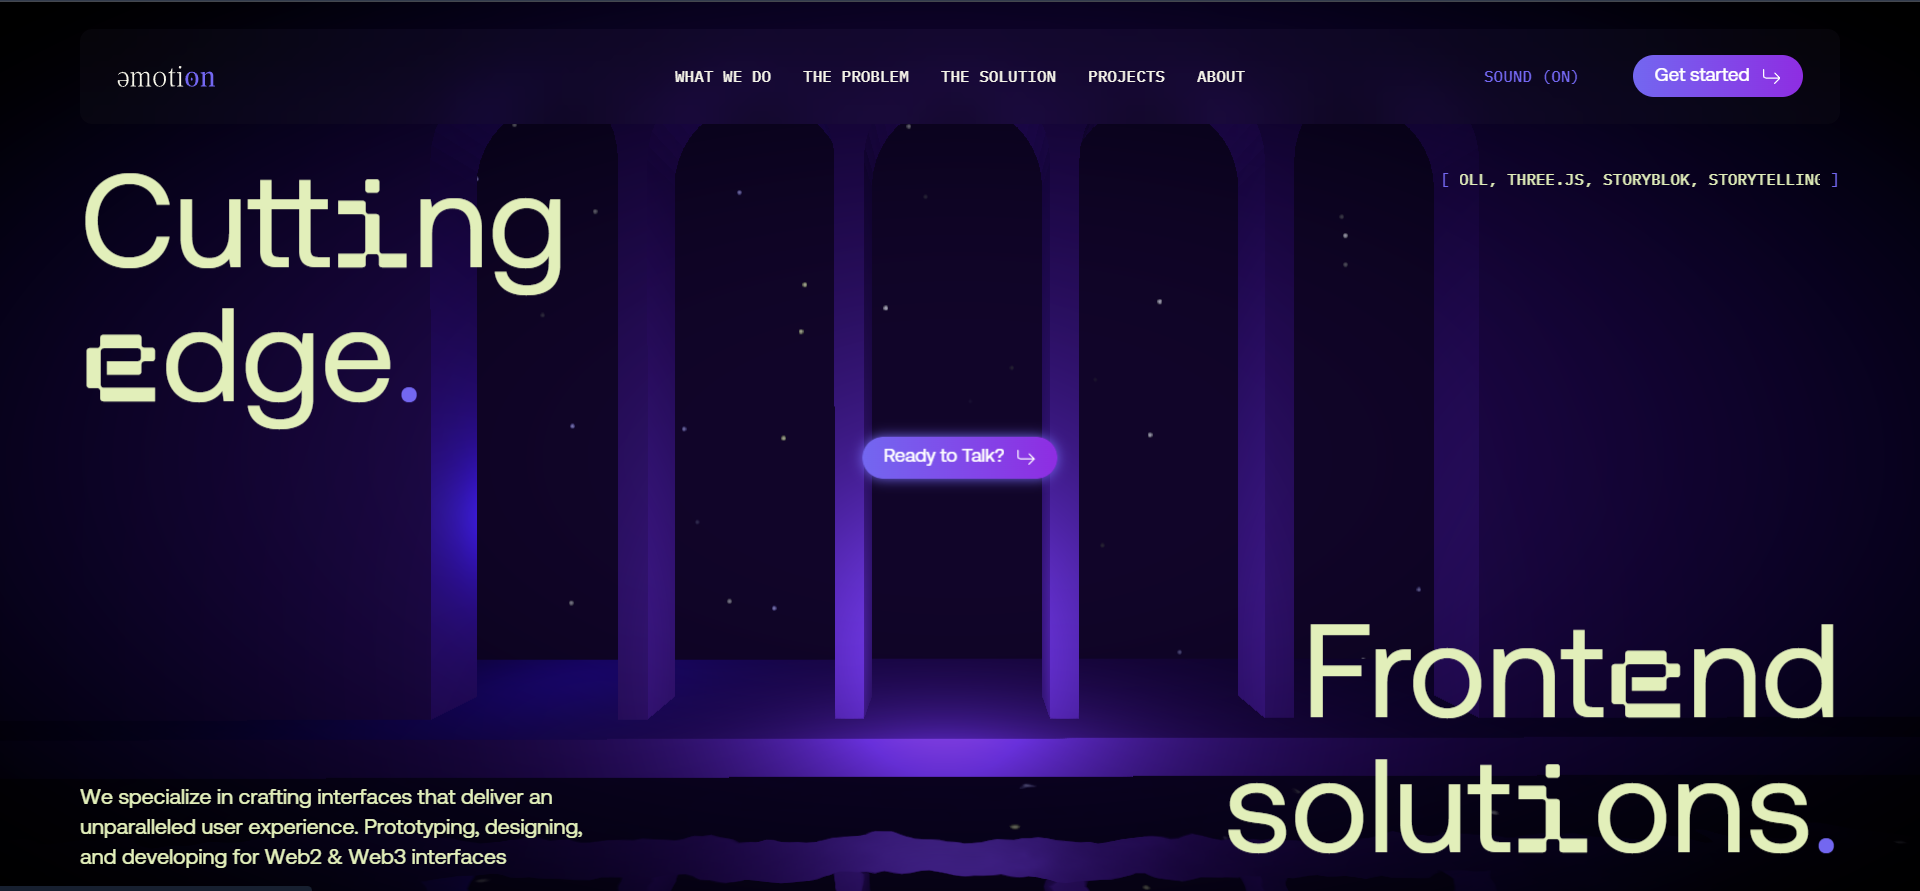 əmotion
WHAT WE DO THE PROBLEM THE SOLUTION PROJECTS ABOUT
SOUND (ON)
Get started
Cutting
edge.
[ OLL, THREE.JS, STORYBLOK, STORYTELLING ]
Ready to Talk?
Frontend
solutions.
We specialize in crafting interfaces that deliver an
unparalleled user experience. Prototyping, designing,
and developing for Web2 & Web3 interfaces